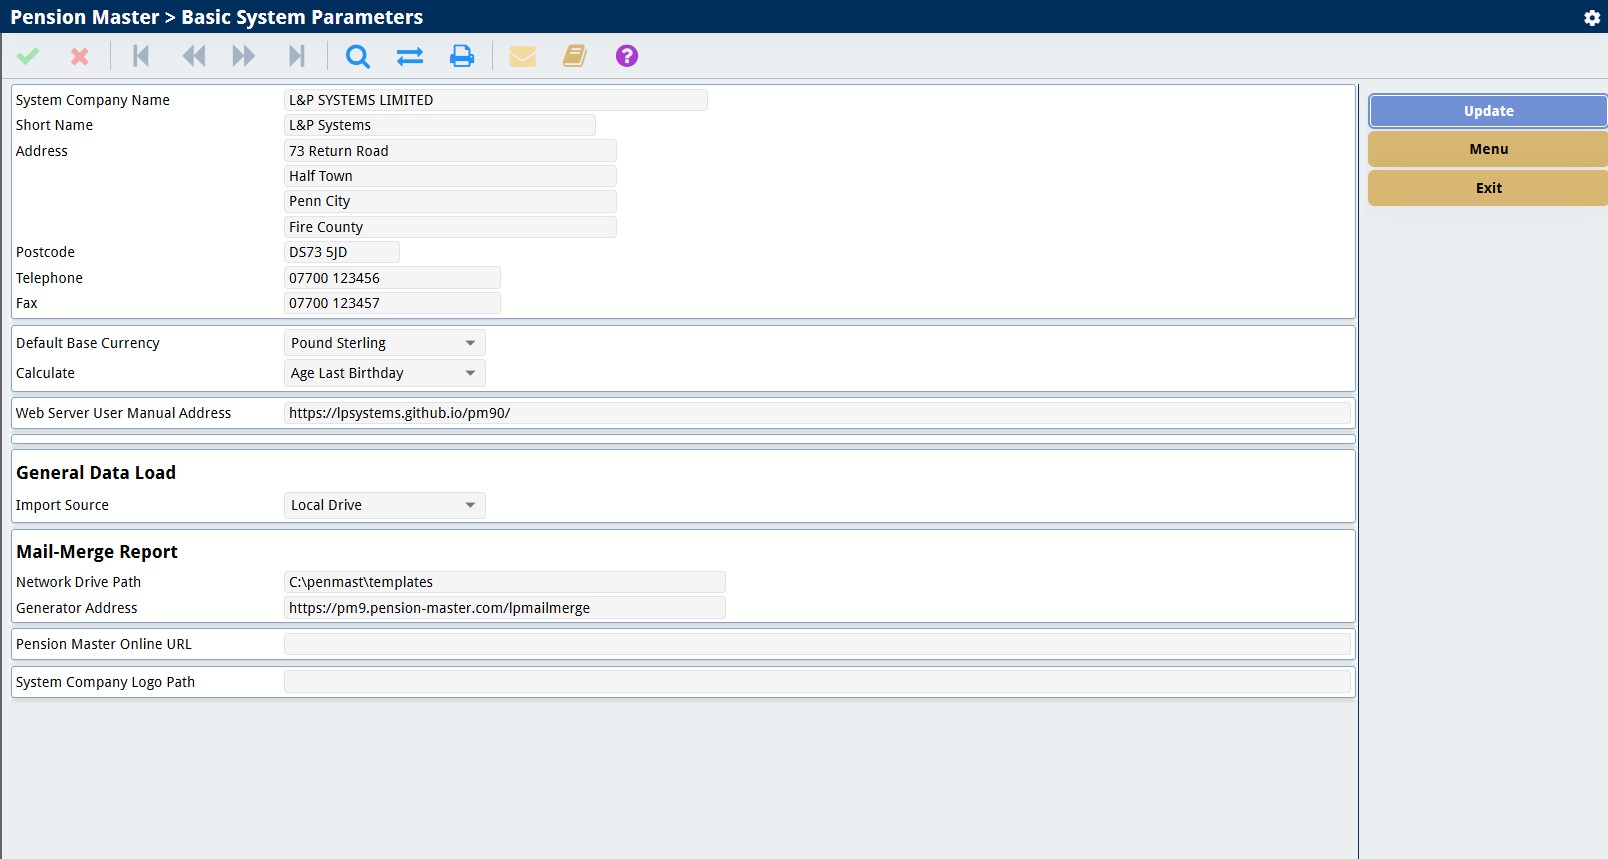 Pension Master > Basic System Parameters
?
System Company Name L&P SYSTEMS LIMITED
Short Name L&P Systems
Address 73 Return Road
Half Town
Penn City
Fire County
Postcode DS73 5JD
Telephone 07700 123456
Fax 07700 123457
Default Base Currency Pound Sterling
Calculate Age Last Birthday
Web Server User Manual Address https://lpsystems.github.io/pm90/
General Data Load
Import Source Local Drive
Mail-Merge Report
Network Drive Path C:\penmast\templates
Generator Address https://pm9.pension-master.com/lpmailmerge
Pension Master Online URL
System Company Logo Path
Update
Menu
Exit